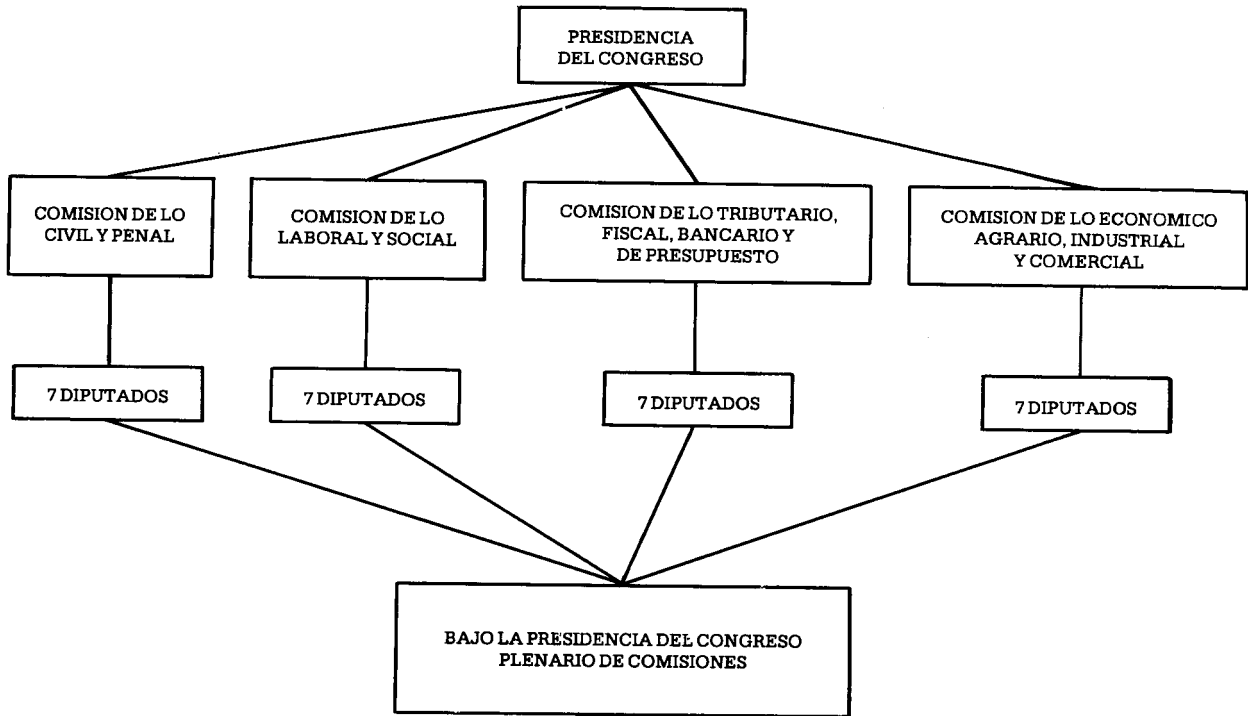 PRESIDENCIA
DEL CONGRESO
COMISION DE LO
CIVIL Y PENAL
COMISION DE LO
LABORAL Y SOCIAL
COMISION DE LO TRIBUTARIO,
FISCAL, BANCARIO Y
DE PRESUPUESTO
COMISION DE LO ECONOMICO
AGRARIO, INDUSTRIAL
Y COMERCIAL
7 DIPUTADOS
7 DIPUTADOS
7 DIPUTADOS
7 DIPUTADOS
BAJO LA PRESIDENCIA DEL CONGRESO
PLENARIO DE COMISIONES